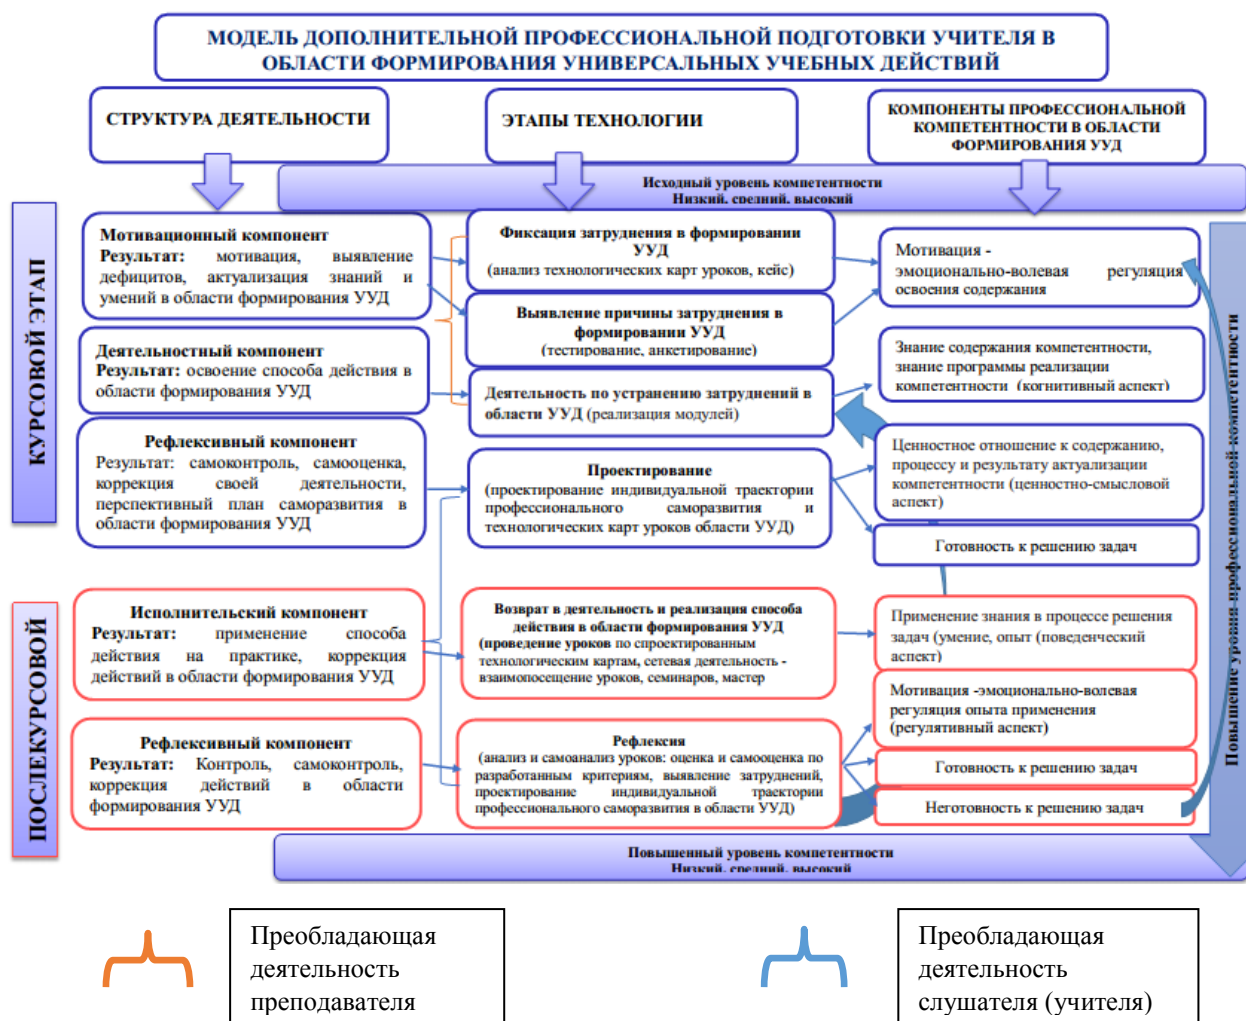 МОДЕЛЬ ДОПОЛНИТЕЛЬНОЙ ПРОФЕССИОНАЛЬНОЙ ПОДГОТОВКИ УЧИТЕЛЯ В
ОБЛАСТИ ФОРМИРОВАНИЯ УНИВЕРСАЛЬНЫХ УЧЕБНЫХ ДЕЙСТВИЙ
СТРУКТУРА ДЕЯТЕЛЬНОСТИ
ЭТАПЫ ТЕХНОЛОГИИ
КОМПОНЕНТЫ ПРОФЕССИОНАЛЬНОЙ
КОМПЕТЕНТНОСТИ В ОБЛАСТИ
ФОРМИРОВАНИЯ УУД
Исходный уровень компетентности
Низкий, средний, высокий
КУРСОВОЙ ЭТАП
Мотивационный компонент
Результат: мотивация, выявление
дефицитов, актуализация знаний и
умений в области формирования УУД
Деятельностный компонент
Результат: освоение способа действия в
области формирования УУД
Рефлексивный компонент
Результат: самоконтроль, самооценка,
коррекция своей деятельности,
перспективный план саморазвития в
области формирования УУД
Фиксация затруднения в формировании
УУД
(анализ технологических карт уроков, кейс)
Выявление причины затруднения в
формировании УУД
(тестирование, анкетирование)
Деятельность по устранению затруднений в
области УУД (реализация модулей)
Проектирование
(проектирование индивидуальной траектории
профессионального саморазвития и
технологических карт уроков области УУД)
Мотивация -
эмоционально-волевая регуляция
освоения содержания
Знание содержания компетентности,
знание программы реализации
компетентности (когнитивный аспект)
Ценностное отношение к содержанию,
процессу и результату актуализации
компетентности (ценностно-смысловой
аспект)
Готовность к решению задач
Повышение уровня профессиональной компетентности
ПОСЛЕКУРСОВОЙ
Исполнительский компонент
Результат: применение способа
действия на практике, коррекция
действий в области формирования УУД
Рефлексивный компонент
Результат: Контроль, самоконтроль,
коррекция действий в области
формирования УУД
Возврат в деятельность и реализация способа
действия в области формирования УУД
(проведение уроков по спроектированным
технологическим картам, сетевая деятельность -
взаимопосещение уроков, семинаров, мастер
Рефлексия
(анализ и самоанализ уроков: оценка и самооценка по
разработанным критериям, выявление затруднений,
проектирование индивидуальной траектории
профессионального саморазвития в области УУД)
Применение знания в процессе решения
задач (умение, опыт (поведенческий
аспект)
Мотивация -эмоционально-волевая
регуляция опыта применения
(регулятивный аспект)
Готовность к решению задач
Неготовность к решению задач
Повышенный уровень компетентности
Низкий, средний, высокий
Преобладающая
деятельность
преподавателя
Преобладающая
деятельность
слушателя (учителя)